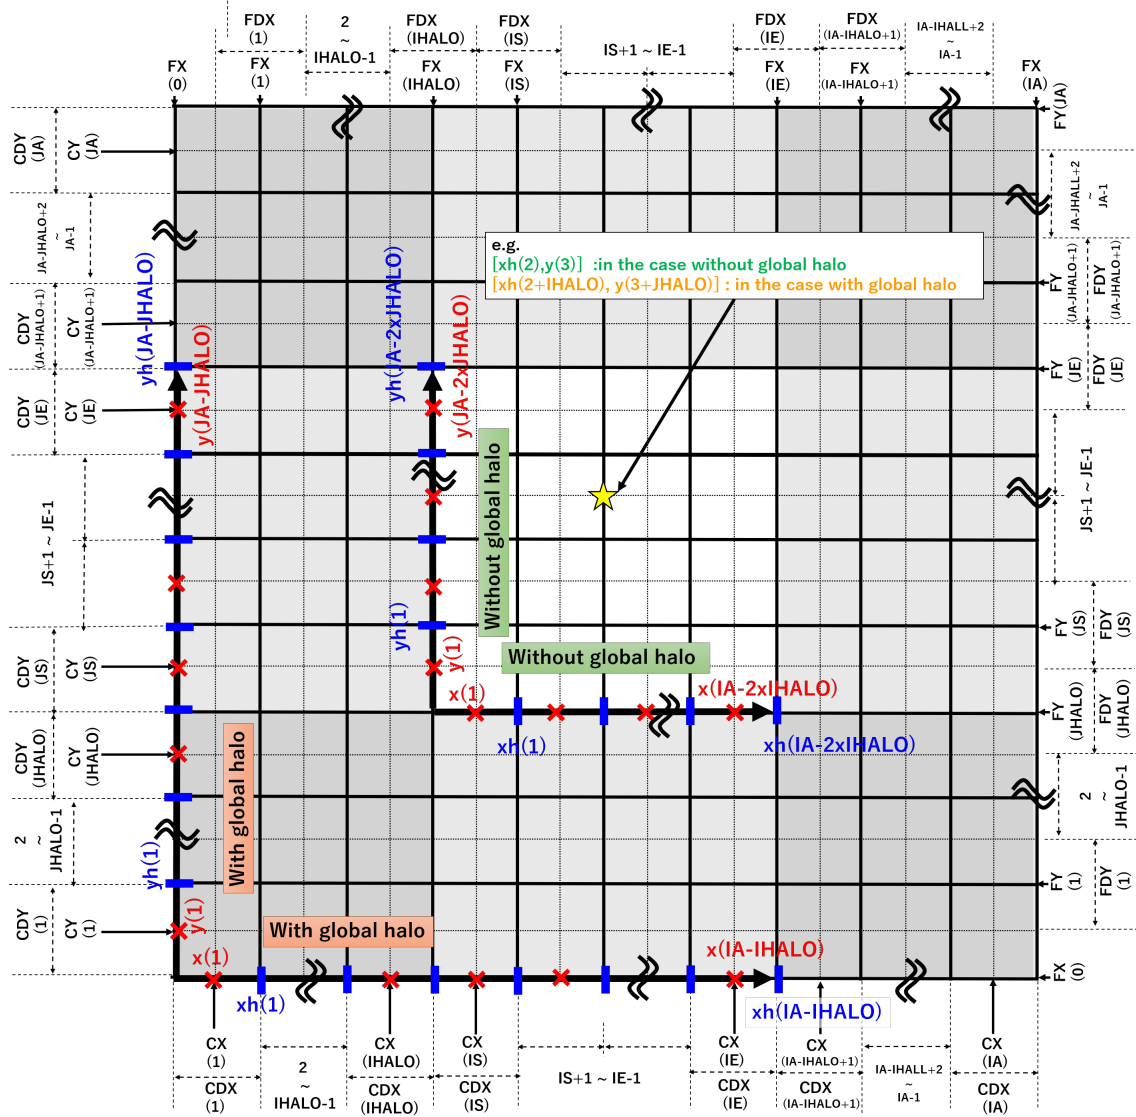 FDX
(1)
2
~
IHALO-1
FDX
(IHALO)
FDX
(IS)
IS+1 ~ IE-1
FDX
(IE)
FDX
(IA-IHALO+1)
IA-IHALL+2
~
IA-1
FX
(0)
FX
(1)
FX
(IHALO)
FX
(IS)
FX
(IE)
FX
(IA-IHALO+1)
FX
(IA)
CDY
(JA)
CY
(JA)
JA-JHALO+2
~
JA-1
CDY
(JA-JHALO+1)
CY
(JA-JHALO+1)
CDY
(JE)
CY
(JE)
JS+1 ~ JE-1
CDY
(JS)
CY
(JS)
CDY
(JHALO)
CY
(JHALO)
2
~
JHALO-1
CDY
(1)
CY
(1)
yh(JA-JHALO)
y(JA-JHALO)
yh(JA-2xJHALO)
y(JA-2xJHALO)
e.g.
[xh(2),y(3)] :in the case without global halo
[xh(2+IHALO), y(3+JHALO)] : in the case with global halo
Without global halo
yh(1)
y(1)
Without global halo
x(1)
x(IA-2xIHALO)
xh(1)
xh(IA-2xIHALO)
With global halo
yh(1)
y(1)
With global halo
x(1)
x(IA-IHALO)
xh(1)
xh(IA-IHALO)
FY(JA)
JA-JHALL+2
~
JA-1
FY
(JA-JHALO+1)
FDY
(JA-JHALO+1)
FY
(JE)
FDY
(JE)
JS+1 ~ JE-1
FY
(JS)
FDY
(JS)
FY
(JHALO)
FDY
(JHALO)
2
~
JHALO-1
FY
(1)
FDY
(1)
FX
(0)
CX
(1)
CX
(IHALO)
CX
(IS)
CX
(IE)
CX
(IA-IHALO+1)
CX
(IA)
CDX
(1)
2
~
IHALO-1
CDX
(IHALO)
CDX
(IS)
IS+1 ~ IE-1
CDX
(IE)
CDX
(IA-IHALO+1)
IA-IHALL+2
~
IA-1
CDX
(IA)